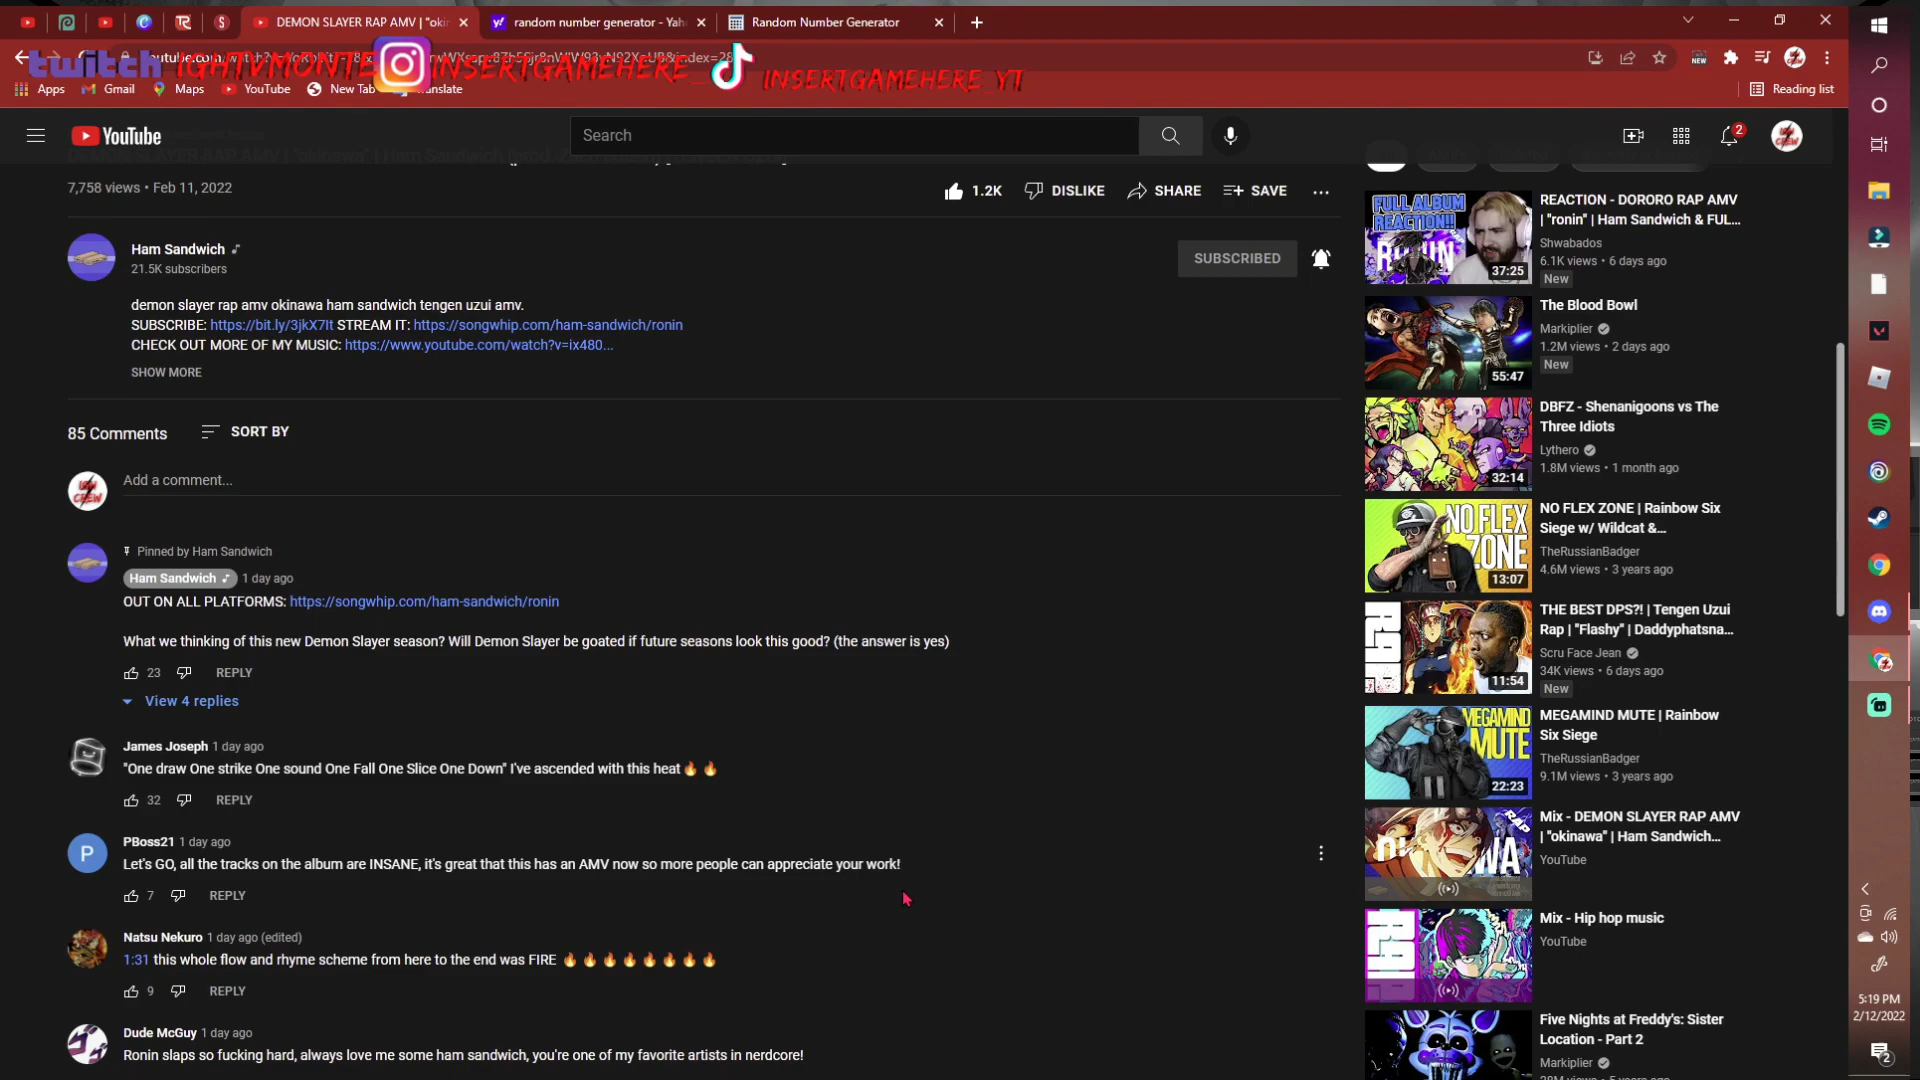 DEMON SLAYER RAP AMV | "okin
random number generator - Yah
Random Number Generator
twitch
IGHTVMONTE
INSERTGAMEHERE_
INSERTGAMEHERE_YT
Apps
Gmail
Maps
YouTube
New Tab
Translate
Reading list
YouTube
Search
2
7,758 views • Feb 11, 2022
1.2K
DISLIKE
SHARE
SAVE
Ham Sandwich
21.5K subscribers
SUBSCRIBED
demon slayer rap amv okinawa ham sandwich tengen uzui amv.
SUBSCRIBE: https://bit.ly/3jkX7It STREAM IT: https://songwhip.com/ham-sandwich/ronin
CHECK OUT MORE OF MY MUSIC: https://www.youtube.com/watch?v=ix480...
SHOW MORE
85 Comments
SORT BY
Add a comment...
Pinned by Ham Sandwich
Ham Sandwich 1 day ago
OUT ON ALL PLATFORMS: https://songwhip.com/ham-sandwich/ronin
What we thinking of this new Demon Slayer season? Will Demon Slayer be goated if future seasons look this good? (the answer is yes)
23
REPLY
View 4 replies
James Joseph 1 day ago
"One draw One strike One sound One Fall One Slice One Down" I've ascended with this heat🔥🔥
32
REPLY
P
PBoss21 1 day ago
Let's GO, all the tracks on the album are INSANE, it's great that this has an AMV now so more people can appreciate your work!
7
REPLY
Natsu Nekuro 1 day ago (edited)
1:31 this whole flow and rhyme scheme from here to the end was FIRE 🔥🔥🔥🔥🔥🔥🔥🔥
9
REPLY
Dude McGuy 1 day ago
Ronin slaps so fucking hard, always love me some ham sandwich, you're one of my favorite artists in nerdcore!
FULL ALBUM
REACTION!!
RONIN
37:25
REACTION - DORORO RAP AMV
| "ronin" | Ham Sandwich & FUL...
Shwabados
6.1K views • 6 days ago
New
55:47
The Blood Bowl
Markiplier
1.2M views • 2 days ago
New
32:14
DBFZ - Shenanigoons vs The
Three Idiots
Lythero
1.8M views • 1 month ago
NO FLEX
ZONE
13:07
NO FLEX ZONE | Rainbow Six
Siege w/ Wildcat &...
TheRussianBadger
4.6M views • 3 years ago
11:54
THE BEST DPS?! | Tengen Uzui
Rap | "Flashy" | Daddyphatsna...
Scru Face Jean
34K views • 6 days ago
New
MEGAMIND
MUTE
22:23
MEGAMIND MUTE | Rainbow
Six Siege
TheRussianBadger
9.1M views • 3 years ago
RAP
Mix - DEMON SLAYER RAP AMV
| "okinawa" | Ham Sandwich...
YouTube
Mix - Hip hop music
YouTube
Five Nights at Freddy's: Sister
Location - Part 2
Markiplier
5:19 PM
2/12/2022
2